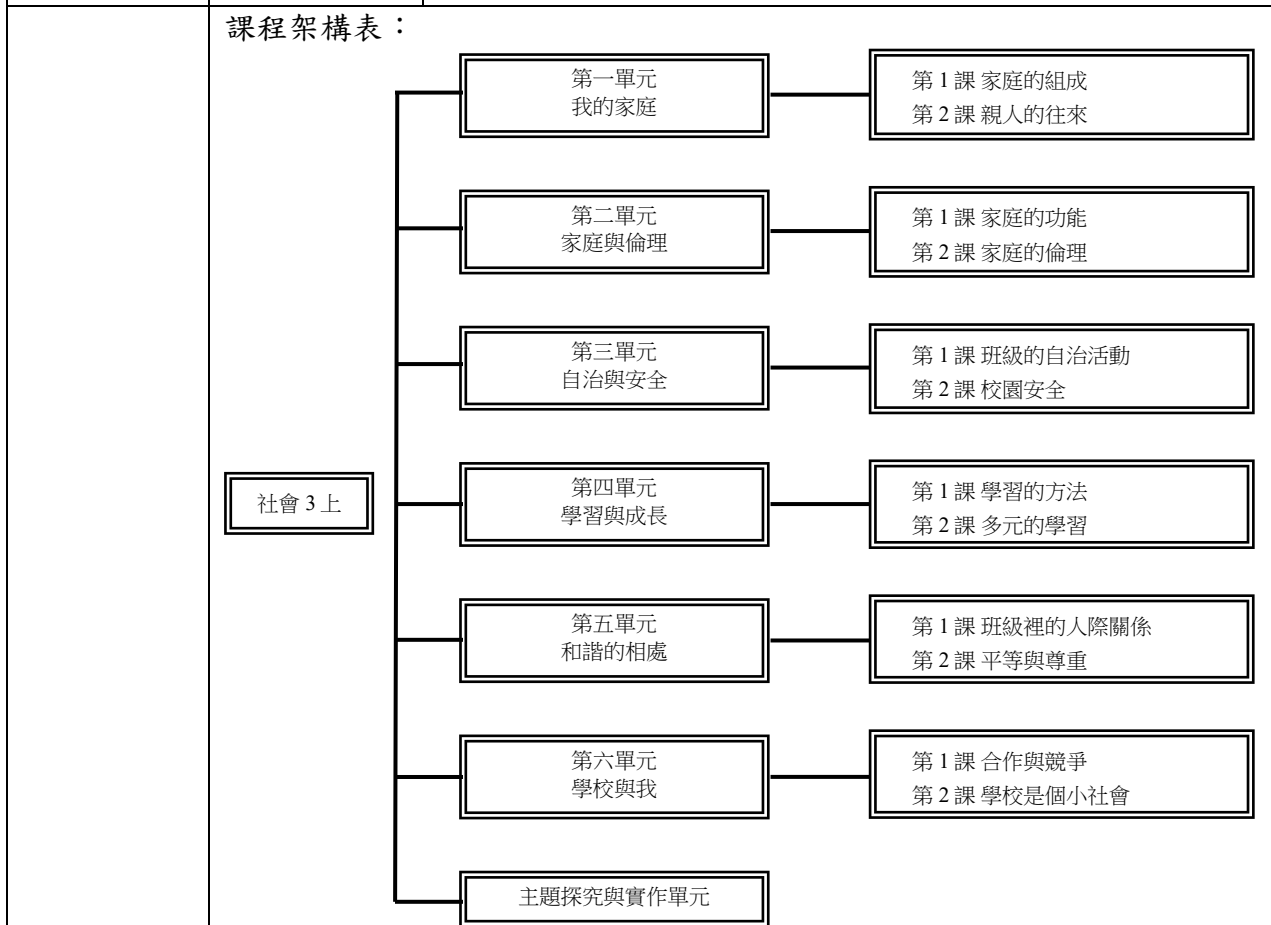 課程架構表：
社會 3 上
第一單元
我的家庭
第 1 課 家庭的組成
第 2 課 親人的往來
第二單元
家庭與倫理
第 1 課 家庭的功能
第 2 課 家庭的倫理
第三單元
自治與安全
第 1 課 班級的自治活動
第 2 課 校園安全
第四單元
學習與成長
第 1 課 學習的方法
第 2 課 多元的學習
第五單元
和諧的相處
第 1 課 班級裡的人際關係
第 2 課 平等與尊重
第六單元
學校與我
第 1 課 合作與競爭
第 2 課 學校是個小社會
主題探究與實作單元